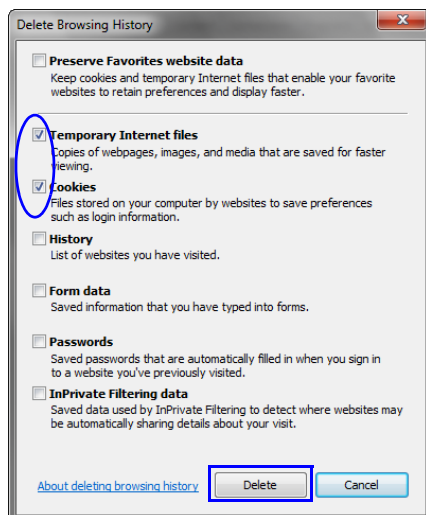 Delete Browsing History
Preserve Favorites website data
Keep cookies and temporary Internet files that enable your favorite
websites to retain preferences and display faster.
Temporary Internet files
Copies of webpages, images, and media that are saved for faster
viewing.
Cookies
Files stored on your computer by websites to save preferences
such as login information.
History
List of websites you have visited.
Form data
Saved information that you have typed into forms.
Passwords
Saved passwords that are automatically filled in when you sign in
to a website you've previously visited.
InPrivate Filtering data
Saved data used by InPrivate Filtering to detect where websites may
be automatically sharing details about your visit.
About deleting browsing history Delete Cancel